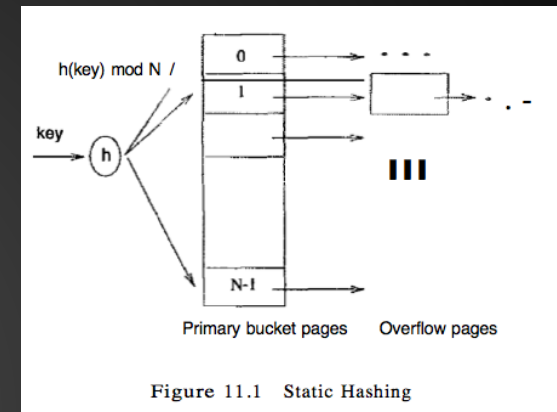 h(key) mod N /
0
1
key
h
N-1
Primary bucket pages Overflow pages
Figure 11.1 Static Hashing